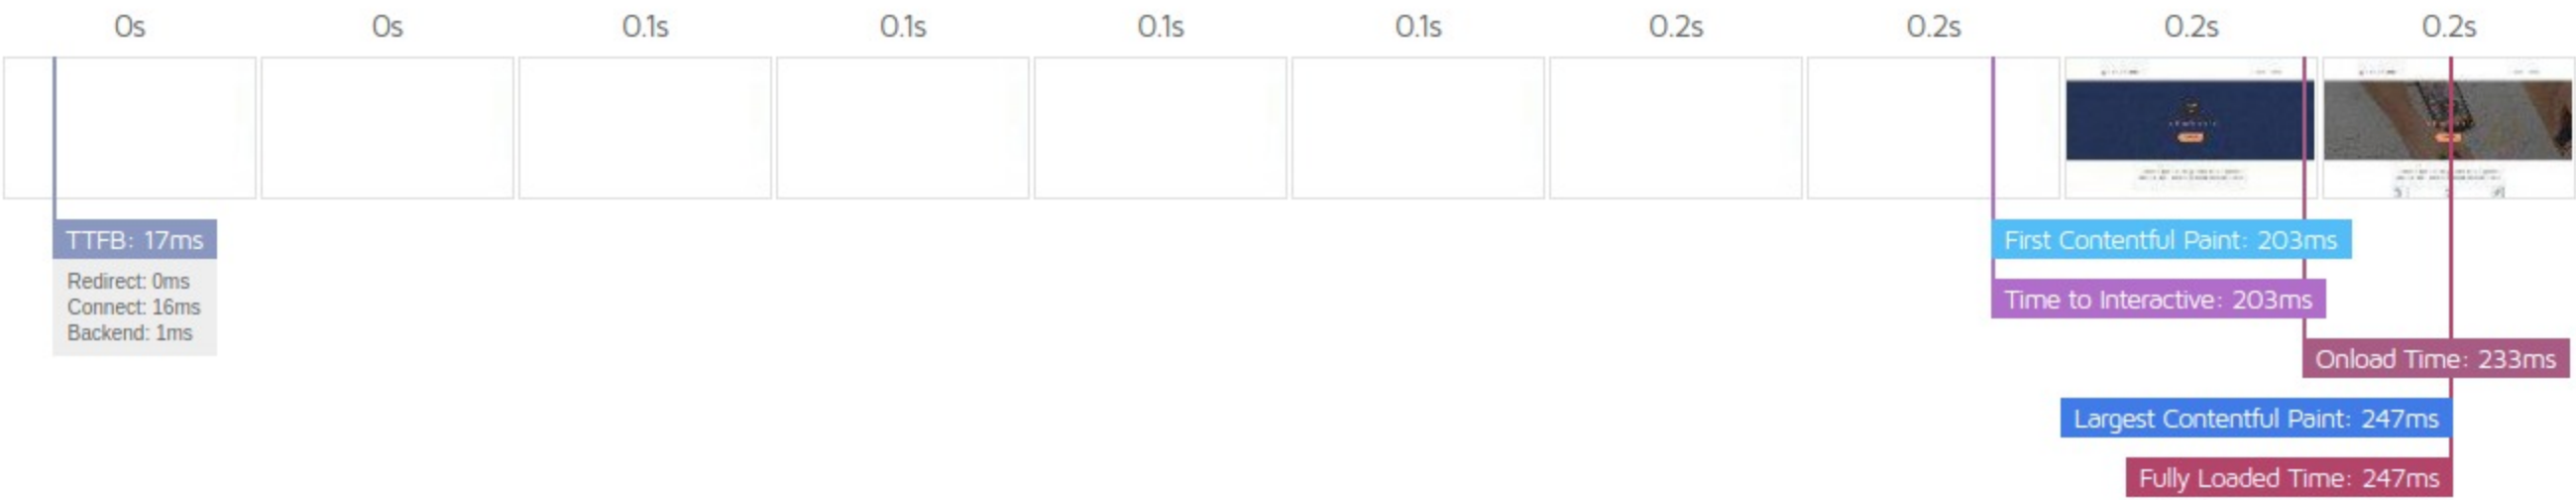 0s 0s 0.1s 0.1s 0.1s 0.1s 0.2s 0.2s 0.2s 0.2s
TTFB: 17ms
Redirect: 0ms
Connect: 16ms
Backend: 1ms
First Contentful Paint: 203ms
Time to Interactive: 203ms
Onload Time: 233ms
Largest Contentful Paint: 247ms
Fully Loaded Time: 247ms